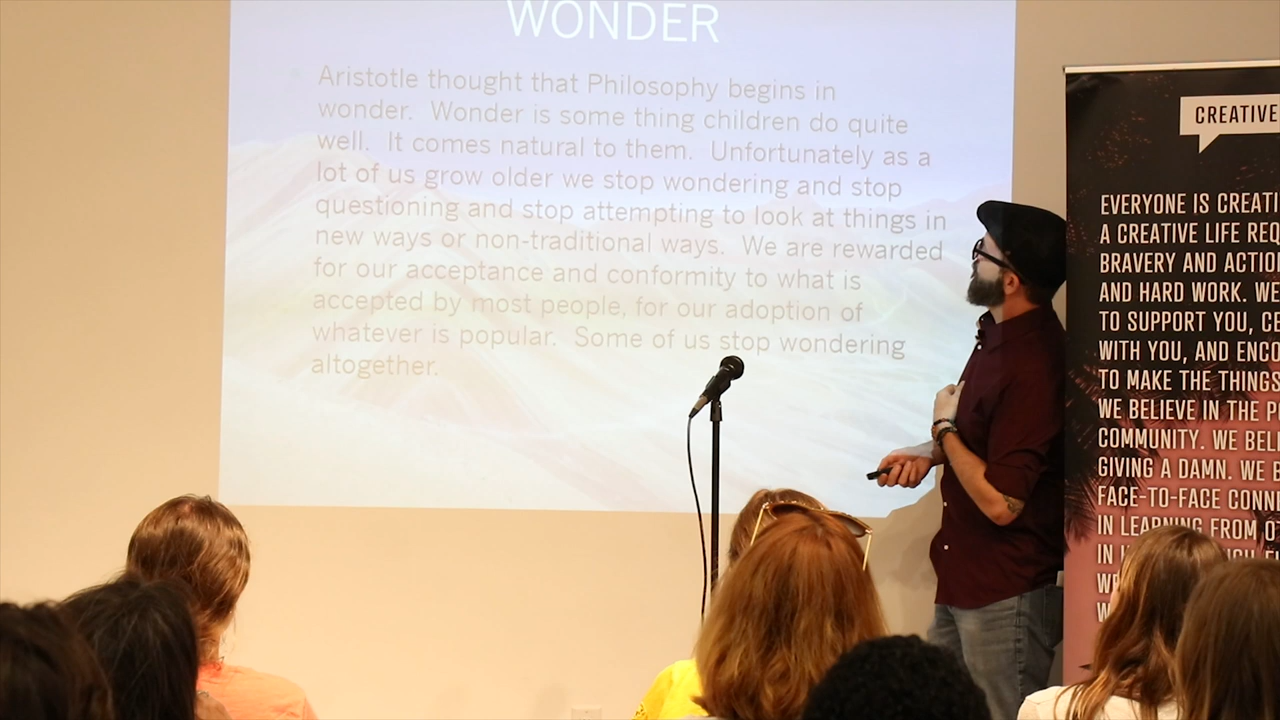 WONDER
Aristotle thought that Philosophy begins in
wonder. Wonder is some thing children do quite
well. It comes natural to them. Unfortunately as a
lot of us grow older we stop wondering and stop
questioning and stop attempting to look at things in
new ways or non-traditional ways. We are rewarded
for our acceptance and conformity to what is
accepted by most people, for our adoption of
whatever is popular. Some of us stop wondering
altogether.
CREATIVE
EVERYONE IS CREATI
A CREATIVE LIFE REQ
BRAVERY AND ACTIO
AND HARD WORK. WE
TO SUPPORT YOU, CE
WITH YOU, AND ENCO
TO MAKE THE THINGS
WE BELIEVE IN THE P
COMMUNITY. WE BELI
GIVING A DAMN. WE B
FACE-TO-FACE CONN
IN LEARNING FROM O
IN
WE
W